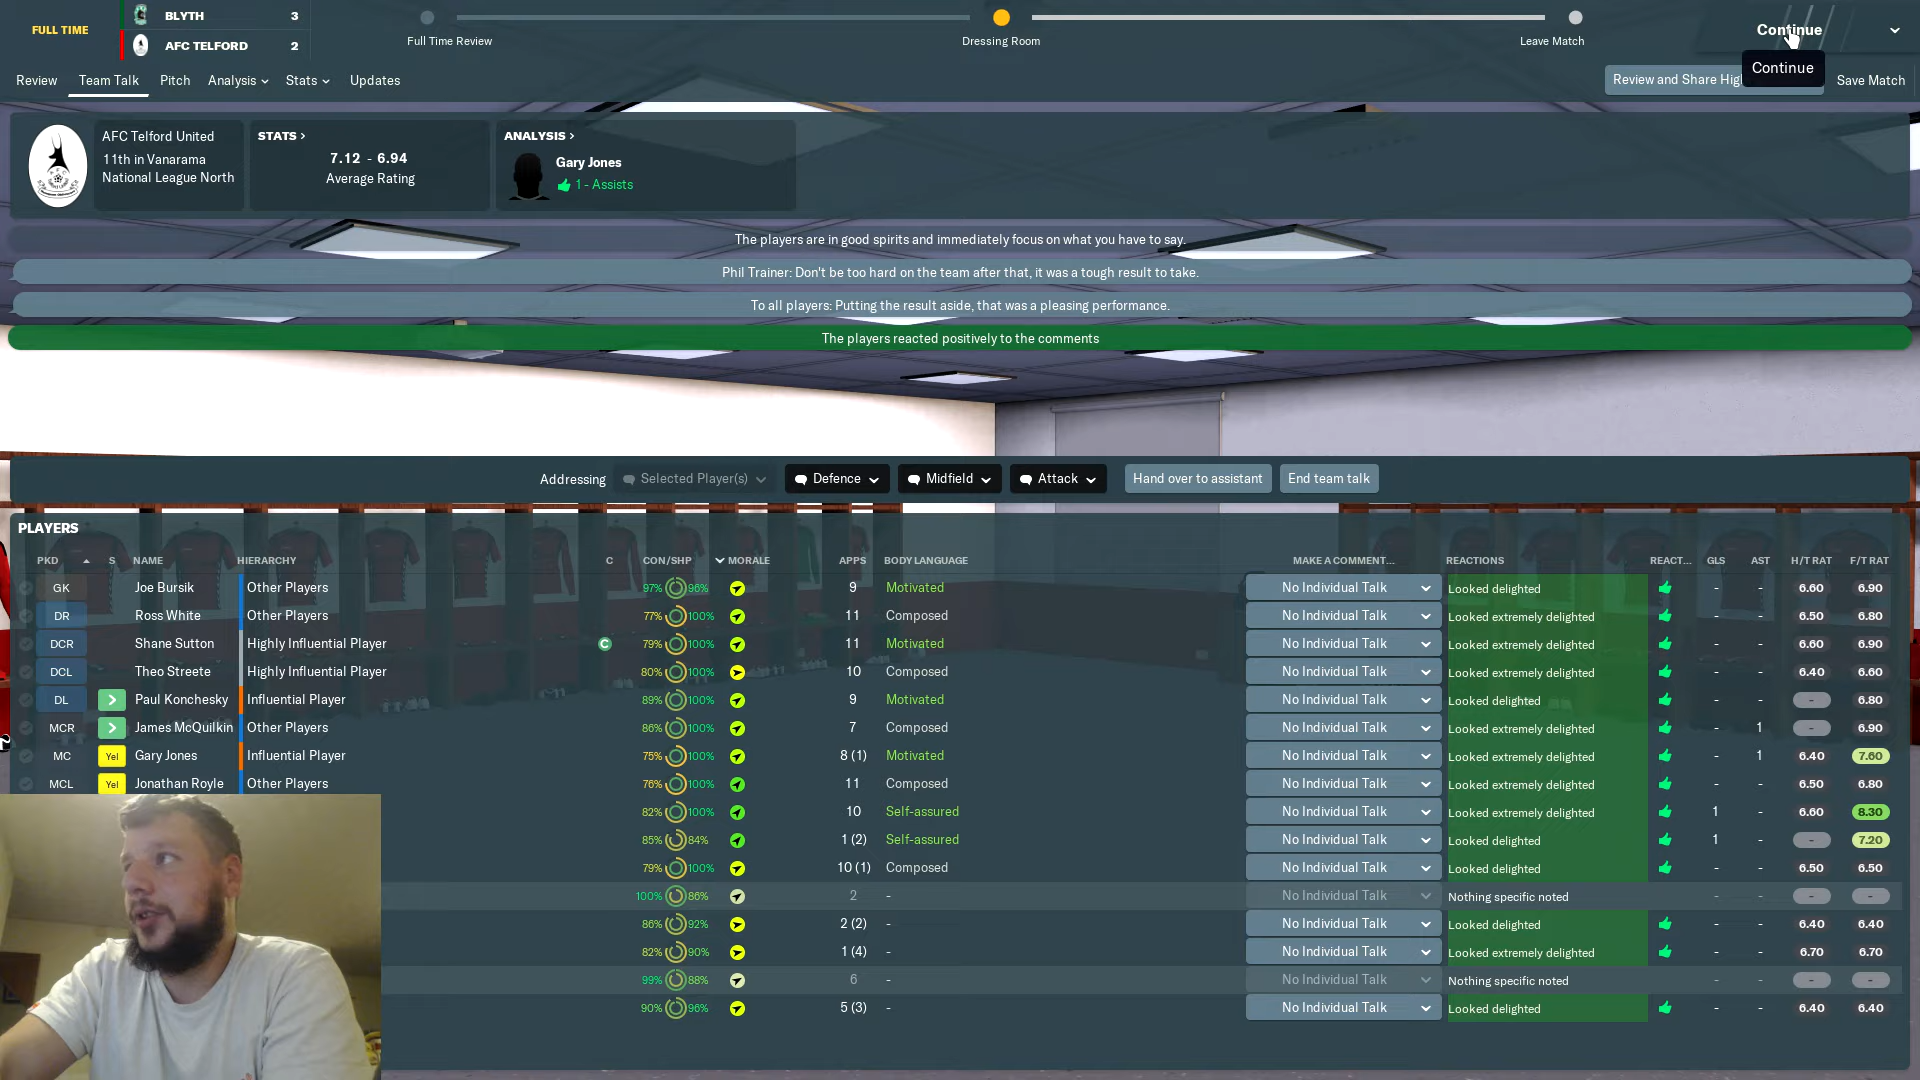 FULL TIME
BLYTH 3
AFC TELFORD 2
Full Time Review
Dressing Room
Leave Match
Continue
Continue
Review Team Talk Pitch Analysis Stats Updates
Review and Share Hig
Save Match
AFC Telford United
11th in Vanarama
National League North
STATS >
7.12 - 6.94
Average Rating
ANALYSIS >
Gary Jones
1 - Assists
The players are in good spirits and immediately focus on what you have to say.
Phil Trainer: Don't be too hard on the team after that, it was a tough result to take.
To all players: Putting the result aside, that was a pleasing performance.
The players reacted positively to the comments
Addressing Selected Player(s) Defence Midfield Attack Hand over to assistant End team talk
PLAYERS
PKD S NAME HIERARCHY C CON/SHP MORALE APPS BODY LANGUAGE MAKE A COMMENT... REACTIONS REACT... GLS AST H/T RAT F/T RAT
GK Joe Bursik Other Players 97% 96% 9 Motivated No Individual Talk Looked delighted - - 6.60 6.90
DR Ross White Other Players 77% 100% 11 Composed No Individual Talk Looked extremely delighted - - 6.50 6.80
DCR Shane Sutton Highly Influential Player C 79% 100% 11 Motivated No Individual Talk Looked extremely delighted - - 6.60 6.90
DCL Theo Streete Highly Influential Player 80% 100% 10 Composed No Individual Talk Looked extremely delighted - - 6.40 6.60
DL Paul Konchesky Influential Player 89% 100% 9 Motivated No Individual Talk Looked delighted - - - 6.80
MCR James McQuilkin Other Players 86% 100% 7 Composed No Individual Talk Looked extremely delighted - 1 - 6.90
MC Yel Gary Jones Influential Player 75% 100% 8 (1) Motivated No Individual Talk Looked extremely delighted - 1 6.40 7.60
MCL Yel Jonathan Royle Other Players 76% 100% 11 Composed No Individual Talk Looked extremely delighted - - 6.50 6.80
82% 100% 10 Self-assured No Individual Talk Looked extremely delighted 1 - 6.60 8.30
85% 84% 1 (2) Self-assured No Individual Talk Looked delighted 1 - - 7.20
79% 100% 10 (1) Composed No Individual Talk Looked delighted - - 6.50 6.50
100% 86% 2 - No Individual Talk Nothing specific noted - - - -
86% 92% 2 (2) - No Individual Talk Looked delighted - - 6.40 6.40
82% 90% 1 (4) - No Individual Talk Looked extremely delighted - - 6.70 6.70
99% 88% 6 - No Individual Talk Nothing specific noted - - - -
90% 96% 5 (3) - No Individual Talk Looked delighted - - 6.40 6.40